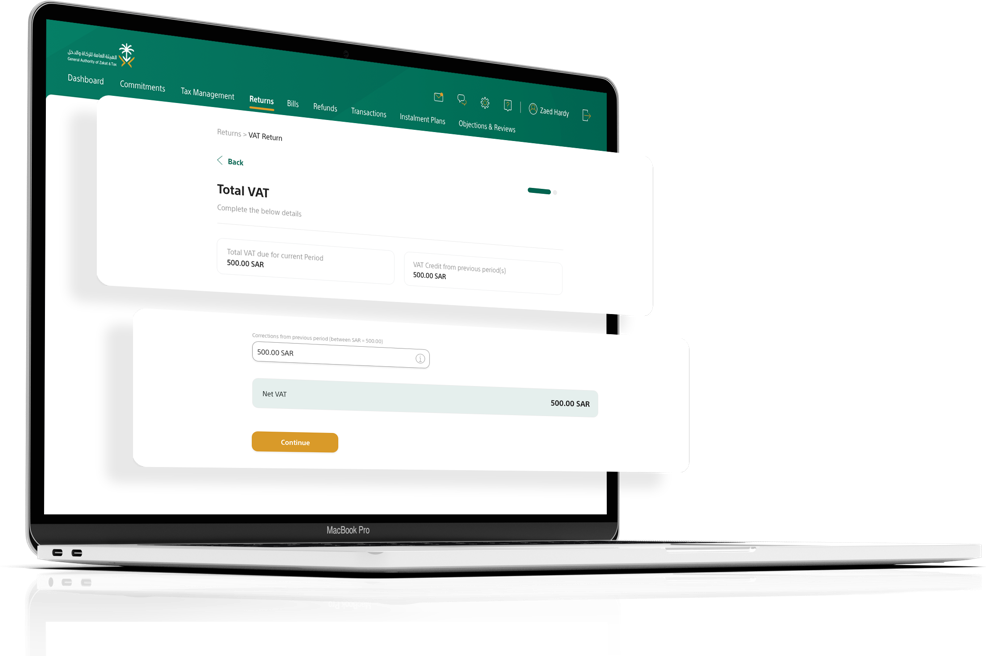 الهيئة العامة للزكاة والدخل
General Authority of Zakat & Tax
Zaed Hardy
Dashboard Commitments Tax Management Returns Bills Refunds Transactions Instalment Plans Objections & Reviews
Returns > VAT Return
Back
Total VAT
Complete the below details
Total VAT due for current Period
500.00 SAR
VAT Credit from previous period(s)
500.00 SAR
Corrections from previous period (between SAR + 500.00)
500.00 SAR
Net VAT 500.00 SAR
Continue
MacBook Pro